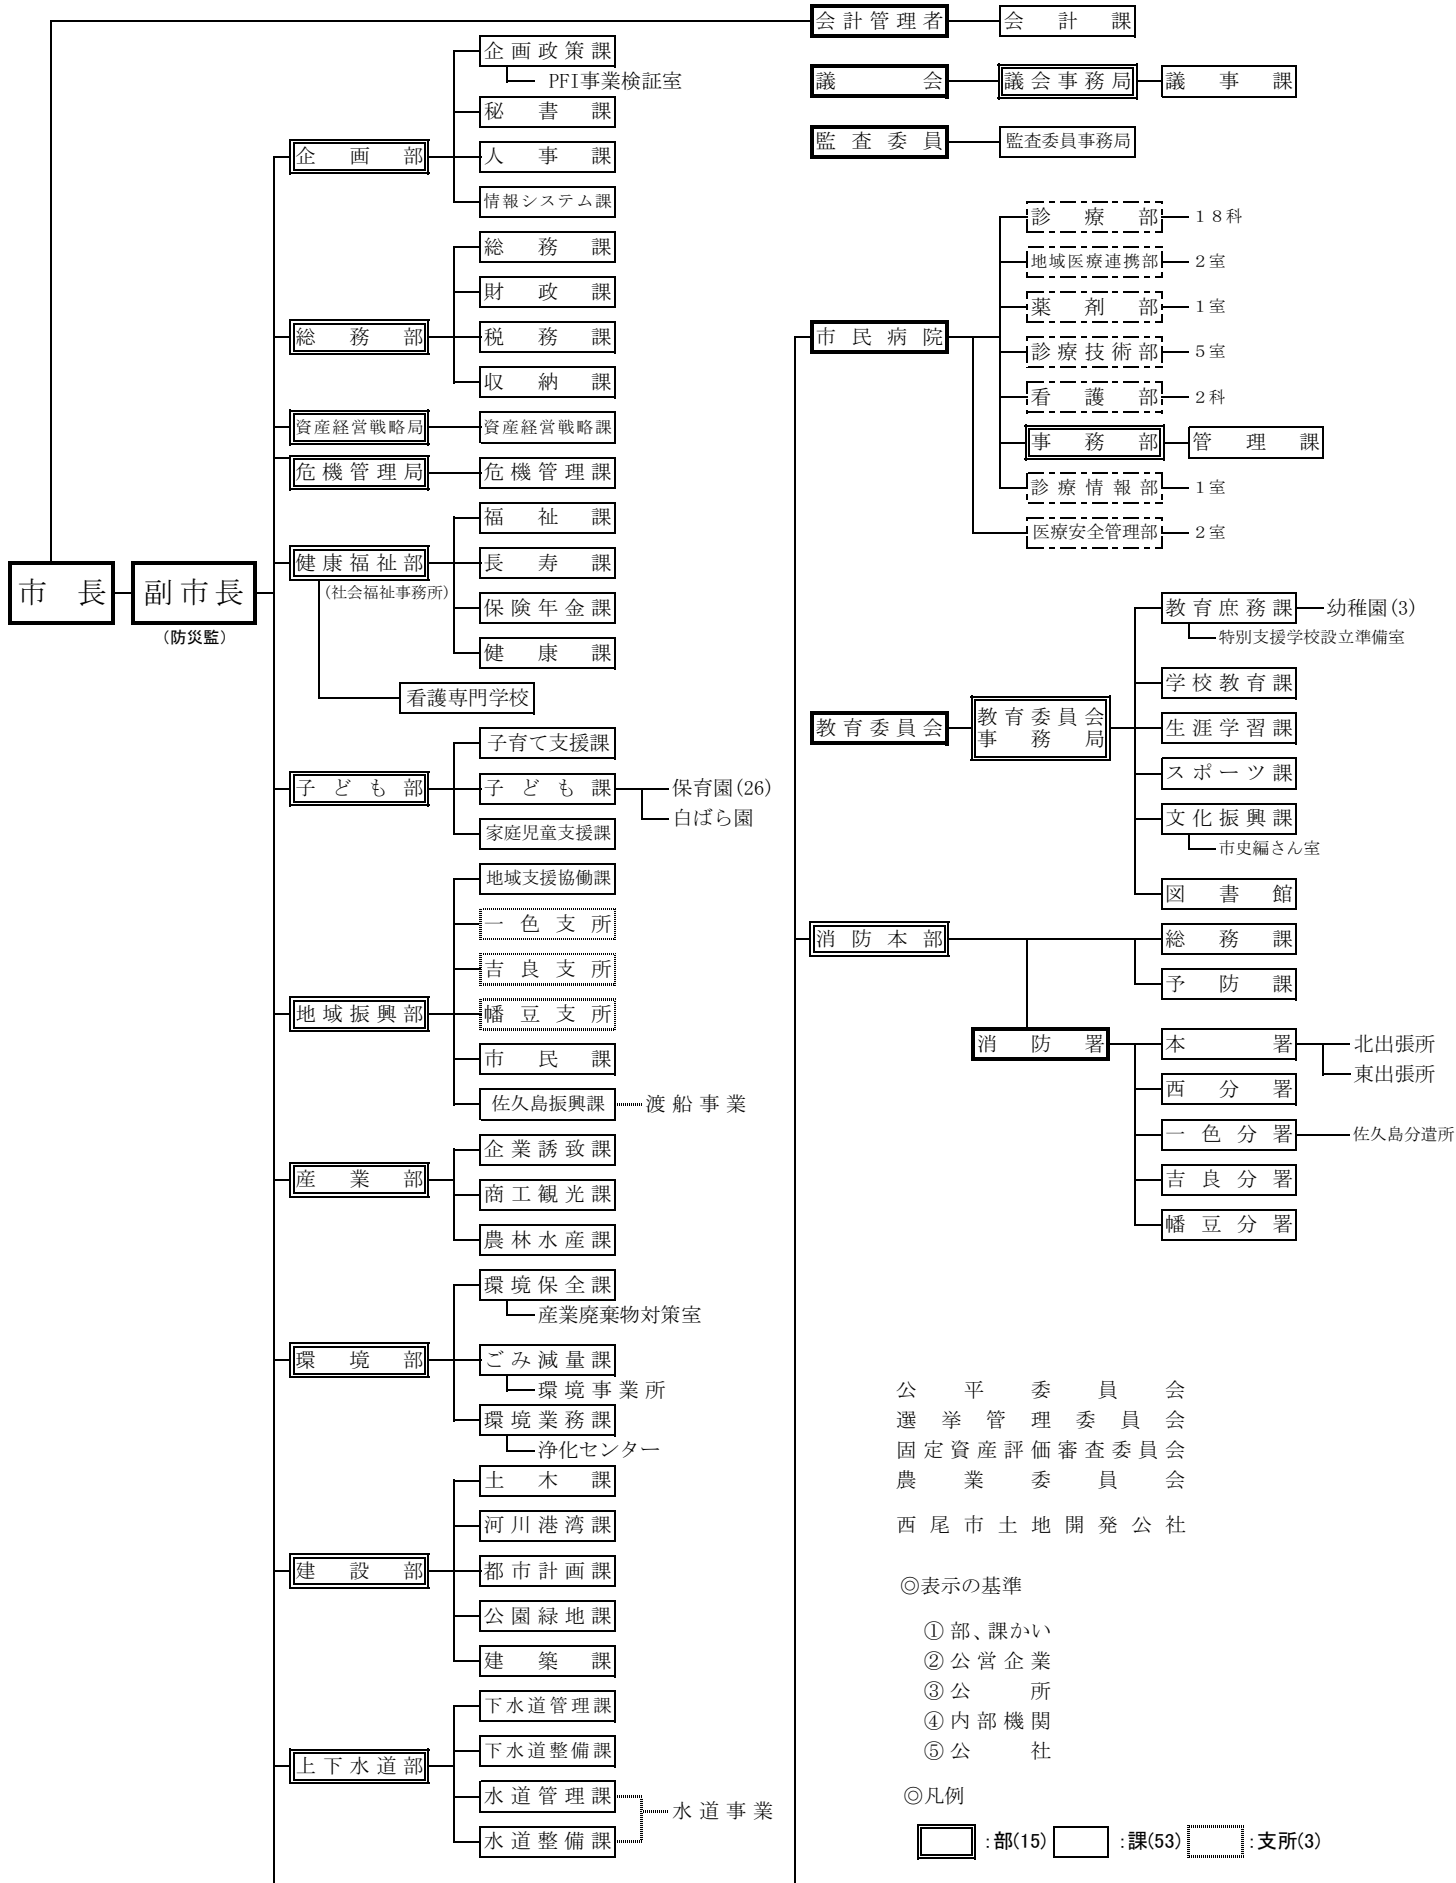 会計管理者
会計課
企画政策課
PFI事業検証室
議会
議会事務局
議事課
秘書課
監査委員
監査委員事務局
企画部
人事課
情報システム課
総務課
財政課
総務部
税務課
収納課
資産経営戦略局
資産経営戦略課
危機管理局
危機管理課
福祉課
健康福祉部
(社会福祉事務所)
長寿課
保険年金課
健康課
看護専門学校
市長
副市長
(防災監)
子育て支援課
子ども部
子ども課
保育園(26)
白ばら園
家庭児童支援課
地域支援協働課
一色支所
吉良支所
地域振興部
幡豆支所
市民課
佐久島振興課
渡船事業
企業誘致課
産業部
商工観光課
農林水産課
環境保全課
産業廃棄物対策室
環境部
ごみ減量課
環境事業所
環境業務課
浄化センター
土木課
河川港湾課
建設部
都市計画課
公園緑地課
建築課
下水道管理課
下水道整備課
上下水道部
水道管理課
水道事業
水道整備課
診療部
18科
地域医療連携部
2室
薬剤部
1室
市民病院
診療技術部
5室
看護部
2科
事務部
管理課
診療情報部
1室
医療安全管理部
2室
教育庶務課
幼稚園(3)
特別支援学校設立準備室
学校教育課
教育委員会
教育委員会
事務局
生涯学習課
スポーツ課
文化振興課
市史編さん室
図書館
消防本部
総務課
予防課
消防署
本署
北出張所
東出張所
西分署
一色分署
佐久島分遣所
吉良分署
幡豆分署
公平委員会
選挙管理委員会
固定資産評価審査委員会
農業委員会
西尾市土地開発公社
◎表示の基準
①部、課かい
②公営企業
③公所
④内部機関
⑤公社
◎凡例
:部(15) :課(53) :支所(3)